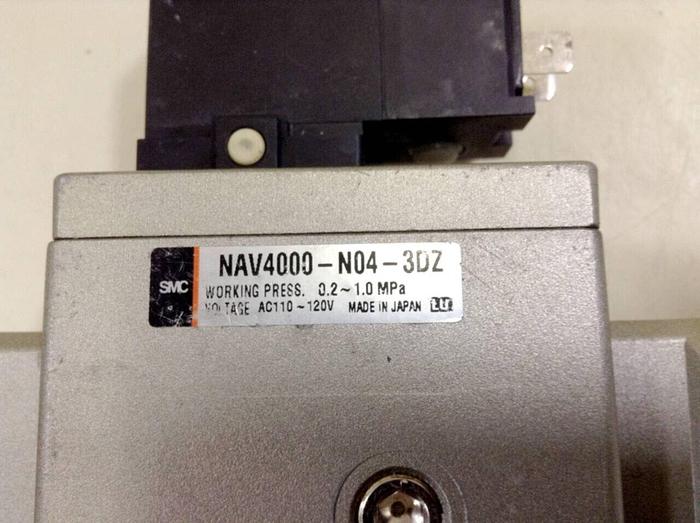 NAV4000-N04-3DZ
SMC
WORKING PRESS. 0.2~1.0 MPa
VOLTAGE AC110~120V MADE IN JAPAN